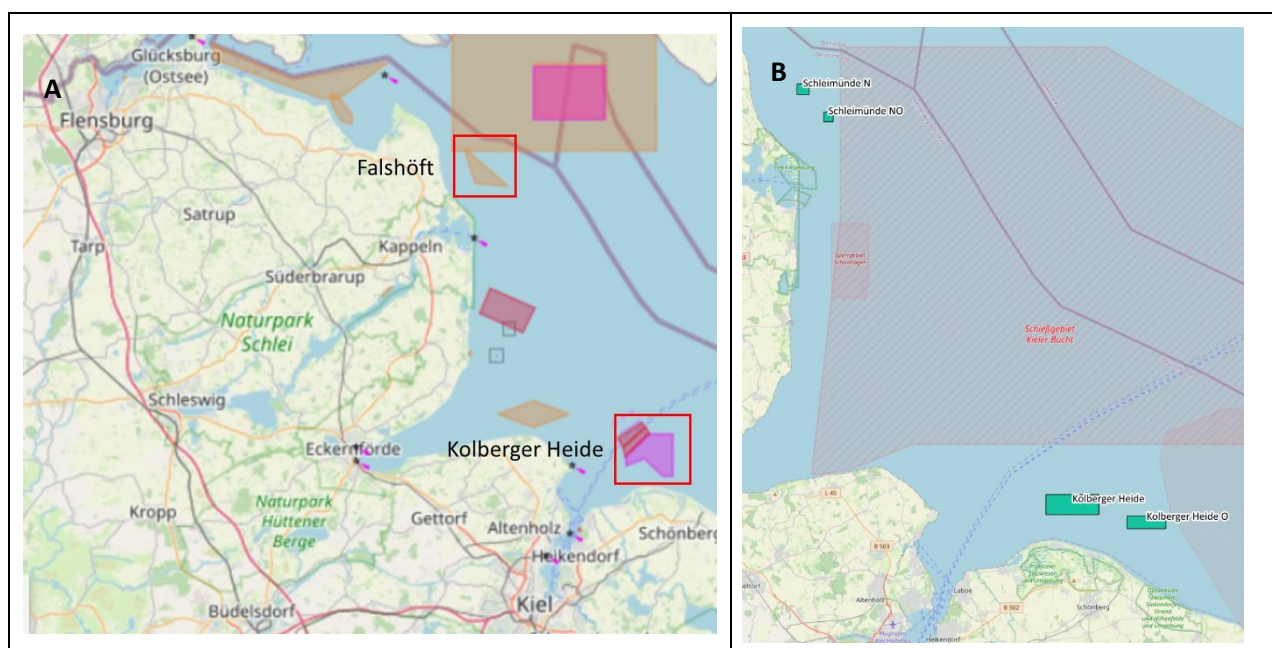 A
Glücksburg
(Ostsee)
Flensburg
Falshöft
Satrup
Tarp
Kappeln
Süderbrarup
Naturpark
Schlei
Schleswig
Eckernförde
Kolberger Heide
Naturpark
Hüttener
Berge
Kropp
Gettorf
Altenholz
Schönberg
Heikendorf
Büdelsdorf
Kiel
B
Schleimünde N
Schleimünde NO
Sperrgebiet
Schönhagen
Schießgebiet
Kieler Bucht
Kolberger Heide
Kolberger Heide O
L 45
B 503
Laboe
B 502
Altenholz
Schönberg
Heikendorf